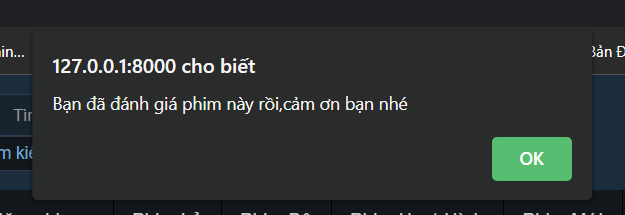 127.0.0.1:8000 cho biết
Bản Đ
Bạn đã đánh giá phim này rồi,cảm ơn bạn nhé
OK